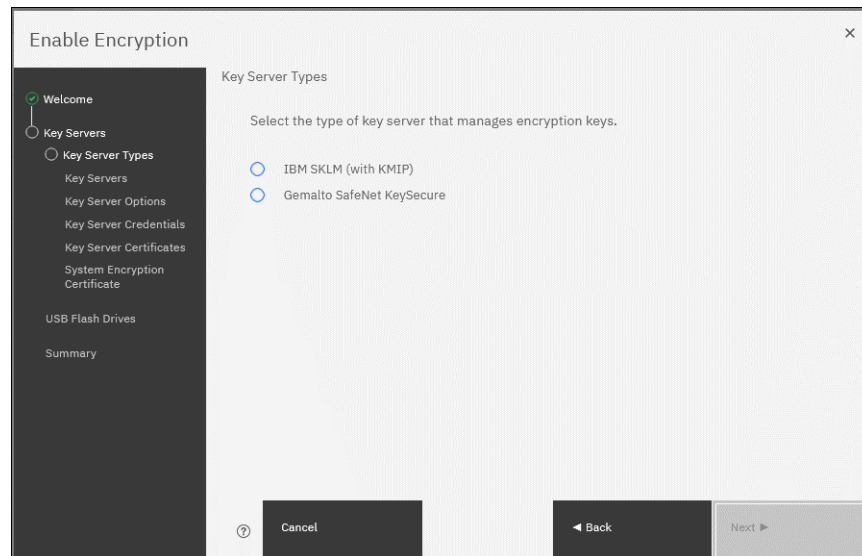 Enable Encryption
Welcome
Key Servers
Key Server Types
Key Servers
Key Server Options
Key Server Credentials
Key Server Certificates
System Encryption
Certificate
USB Flash Drives
Summary
Key Server Types
Select the type of key server that manages encryption keys.
IBM SKLM (with KMIP)
Gemalto SafeNet KeySecure
Cancel
Back
Next